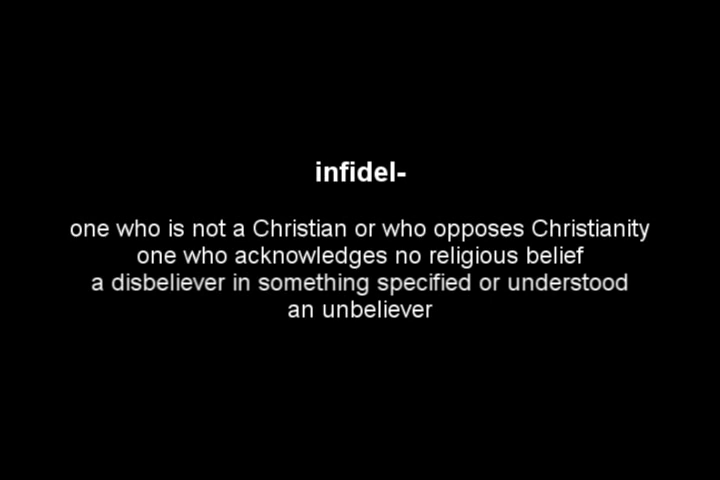 infidel-
one who is not a Christian or who opposes Christianity
one who acknowledges no religious belief
a disbeliever in something specified or understood
an unbeliever